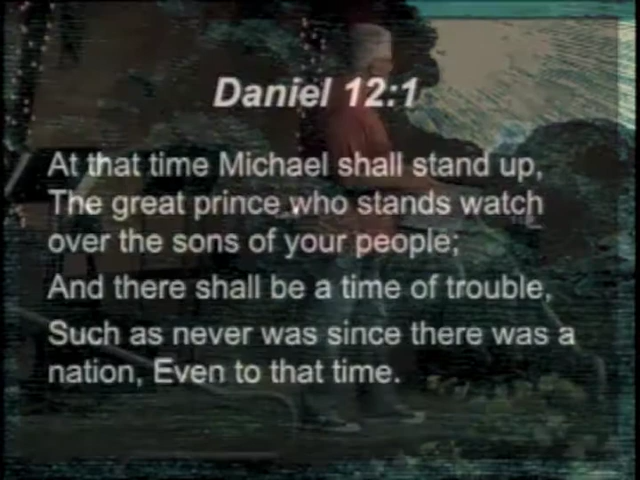 Daniel 12:1
At that time Michael shall stand up,
The great prince who stands watch
over the sons of your people;
And there shall be a time of trouble,
Such as never was since there was a
nation, Even to that time.